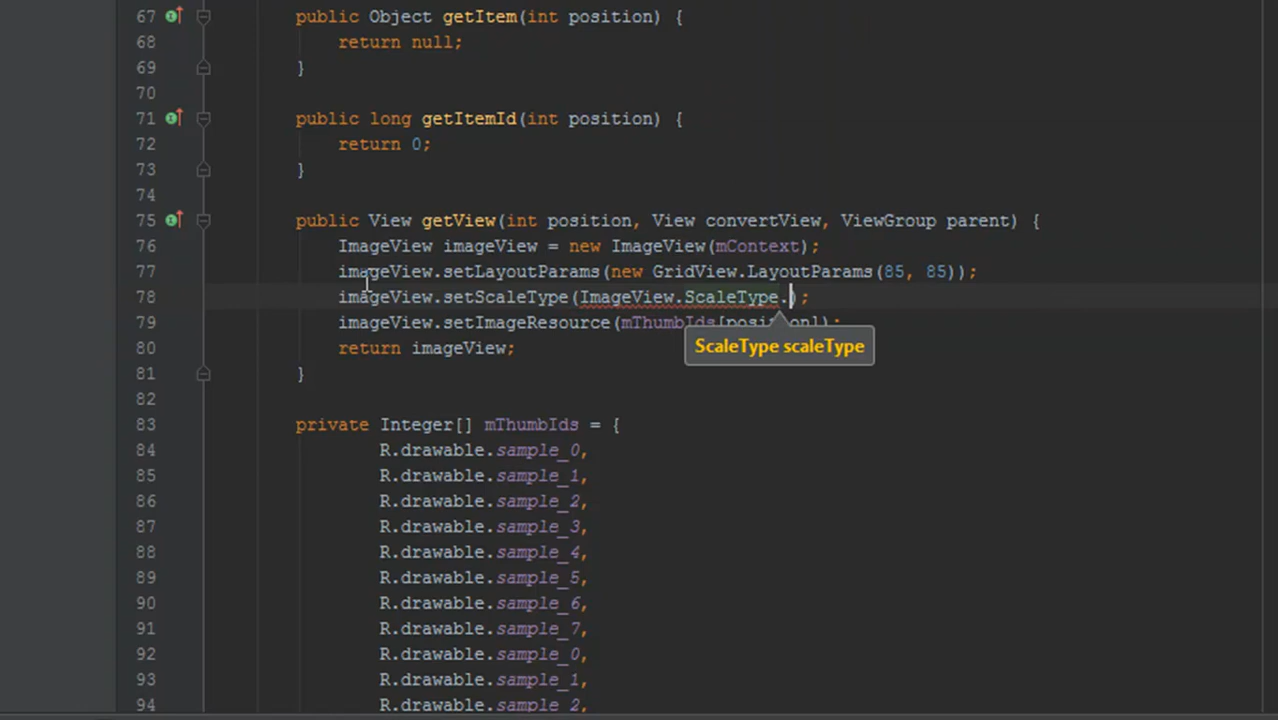 67 public Object getItem(int position) {
68 return null;
69 }
70
71 public long getItemId(int position) {
72 return 0;
73 }
74
75 public View getView(int position, View convertView, ViewGroup parent) {
76 ImageView imageView = new ImageView(mContext);
77 imageView.setLayoutParams(new GridView.LayoutParams(85, 85));
78 imageView.setScaleType(ImageView.ScaleType.);
79 imageView.setImageResource(mThumbIds[position]);
ScaleType scaleType
80 return imageView;
81 }
82
83 private Integer[] mThumbIds = {
84 R.drawable.sample_0,
85 R.drawable.sample_1,
86 R.drawable.sample_2,
87 R.drawable.sample_3,
88 R.drawable.sample_4,
89 R.drawable.sample_5,
90 R.drawable.sample_6,
91 R.drawable.sample_7,
92 R.drawable.sample_0,
93 R.drawable.sample_1,
94 R.drawable.sample_2,